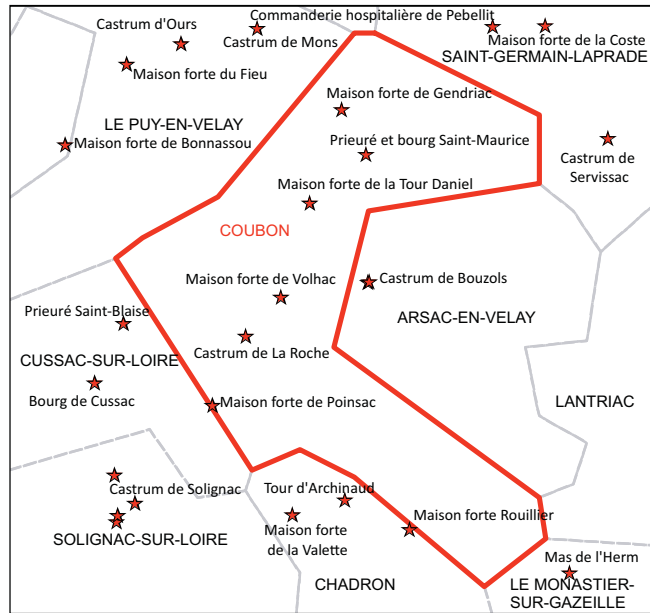 Commanderie hospitalière de Pebellit
Castrum d'Ours
Castrum de Mons
Maison forte de la Coste
SAINT-GERMAIN-LAPRADE
Maison forte du Fieu
Maison forte de Gendriac
LE PUY-EN-VELAY
Maison forte de Bonnassou
Prieuré et bourg Saint-Maurice
Castrum de
Servissac
Maison forte de la Tour Daniel
COUBON
Maison forte de Volhac
Castrum de Bouzols
Prieuré Saint-Blaise
ARSAC-EN-VELAY
Castrum de La Roche
CUSSAC-SUR-LOIRE
Bourg de Cussac
Maison forte de Poinsac
LANTRIAC
Castrum de Solignac
Tour d'Archinaud
Maison forte Rouillier
Maison forte
de la Valette
SOLIGNAC-SUR-LOIRE
Mas de l'Herm
CHADRON
LE MONASTIER-
SUR-GAZEILLE